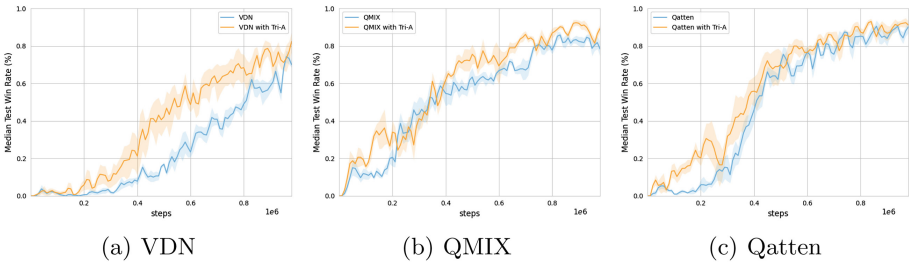 VDN
VDN with Tri-A
Median Test Win Rate (%)
1.0
0.8
0.6
0.4
0.2
0.0
0.2
0.4
0.6
0.8
1e6
steps
(a) VDN
QMIX
QMIX with Tri-A
Median Test Win Rate (%)
1.0
0.8
0.6
0.4
0.2
0.0
0.2
0.4
0.6
0.8
1e6
steps
(b) QMIX
Qatten
Qatten with Tri-A
Median Test Win Rate (%)
1.0
0.8
0.6
0.4
0.2
0.0
0.2
0.4
0.6
0.8
1e6
steps
(c) Qatten